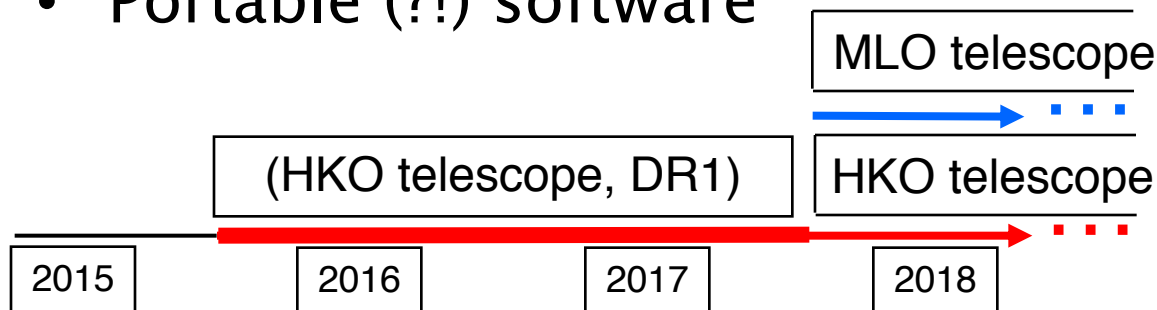 • Portable (?!) software
MLO telescope
...
(HKO telescope, DR1)
HKO telescope
...
2015
2016
2017
2018